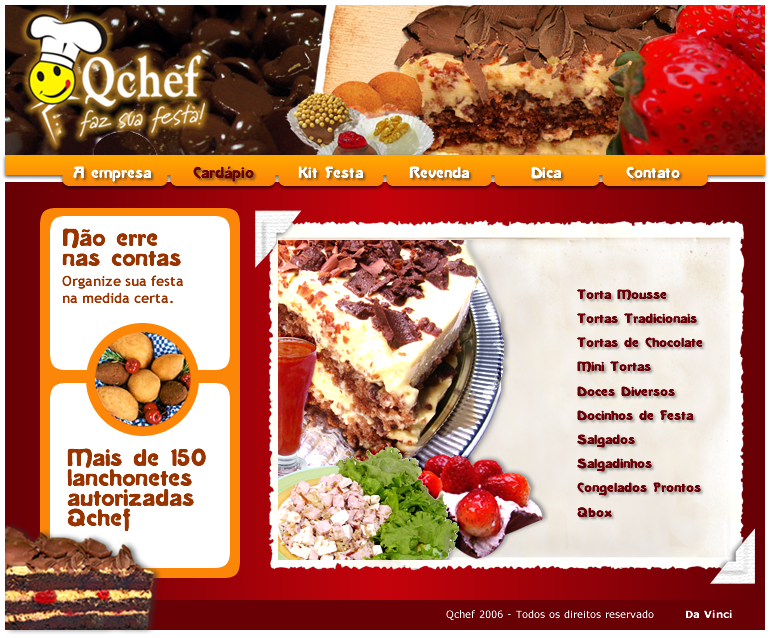 Qchef
faz sua festa!
A empresa
Cardápio
Kit Festa
Revenda
Dica
Contato
Não erre
nas contas
Organize sua festa
na medida certa.
Mais de 150
lanchonetes
autorizadas
Qchef
Torta Mousse
Tortas Tradicionais
Tortas de Chocolate
Mini Tortas
Doces Diversos
Docinhos de Festa
Salgados
Salgadinhos
Congelados Prontos
Qbox
Qchef 2006 - Todos os direitos reservado
Da Vinci